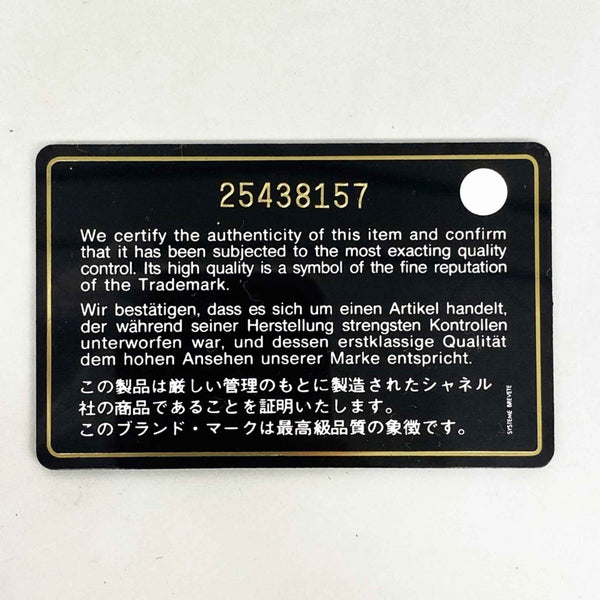 25438157
We certify the authenticity of this item and confirm
that it has been subjected to the most exacting quality
control. Its high quality is a symbol of the fine reputation
of the Trademark.
Wir bestätigen, dass es sich um einen Artikel handelt,
der während seiner Herstellung strengsten Kontrollen
unterworfen war, und dessen erstklassige Qualität
dem hohen Ansehen unserer Marke entspricht.
この製品は厳しい管理のもとに製造されたシャネル
社の商品であることを証明いたします。
このブランド・マークは最高級品質の象徴です。
SYSTEME BREVETE